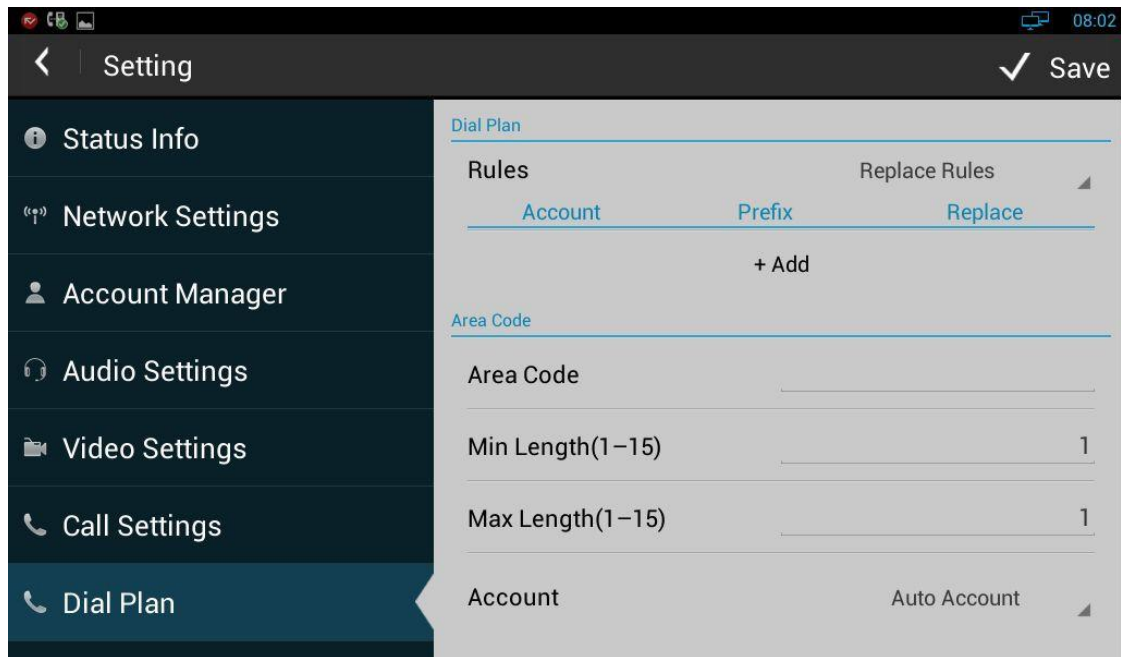 08:02
Setting
Save
Status Info
Network Settings
Account Manager
Audio Settings
Video Settings
Call Settings
Dial Plan
Dial Plan
Rules Replace Rules
Account Prefix Replace
+ Add
Area Code
Area Code
Min Length(1–15) 1
Max Length(1–15) 1
Account Auto Account